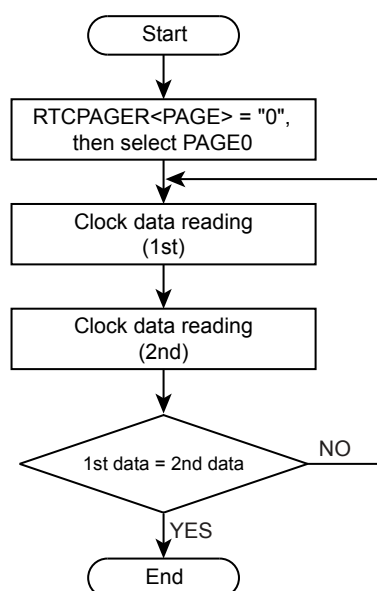 Start
RTCPAGER<PAGE> = "0",
then select PAGE0
Clock data reading
(1st)
Clock data reading
(2nd)
1st data = 2nd data
NO
YES
End